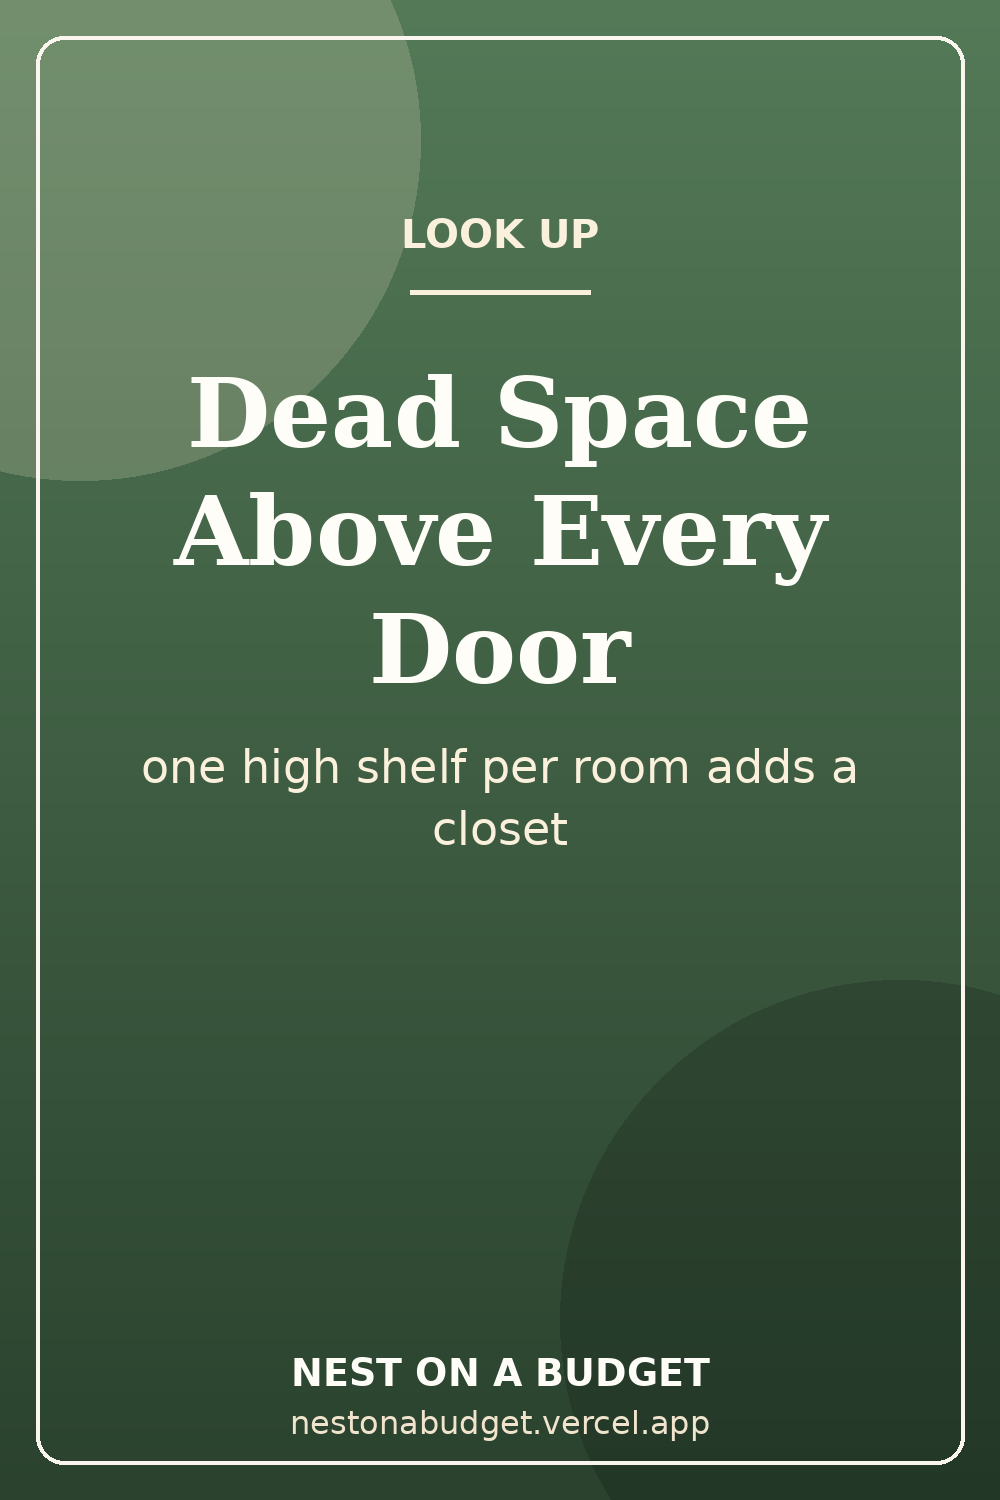 LOOK UP
Dead Space
Above Every
Door
one high shelf per room adds a
closet
NEST ON A BUDGET
nestonabudget.vercel.app